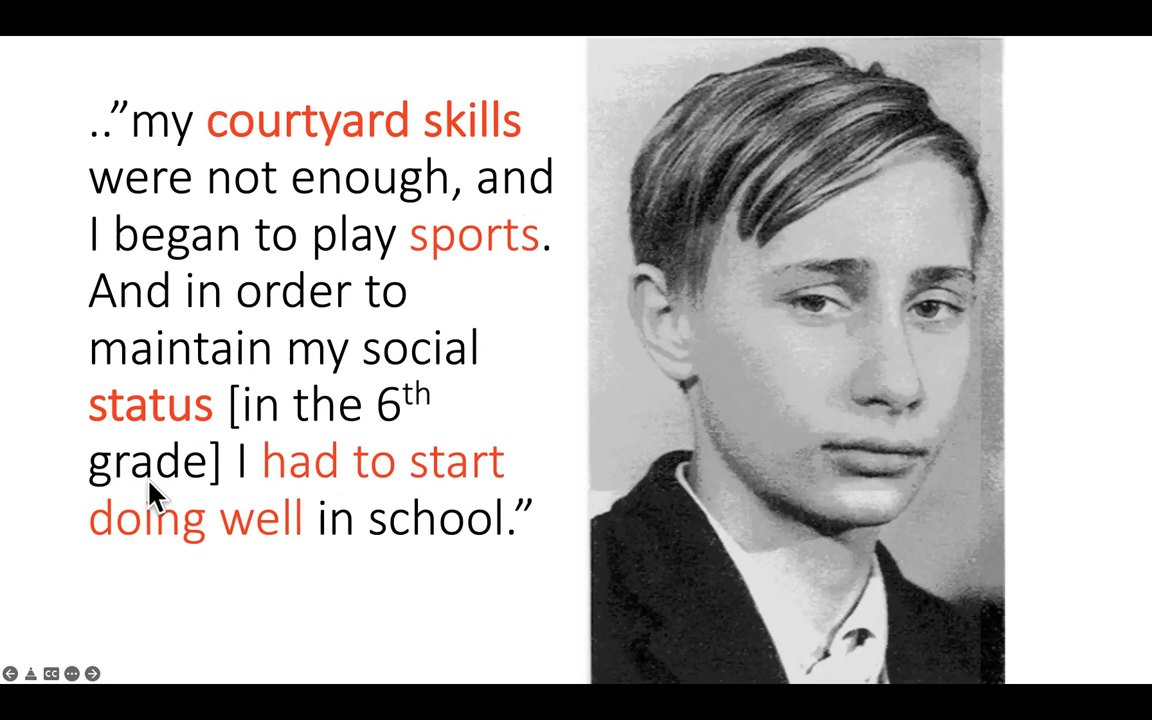 ..”my courtyard skills
were not enough, and
I began to play sports.
And in order to
maintain my social
status [in the 6th
grade] I had to start
doing well in school.”
CC